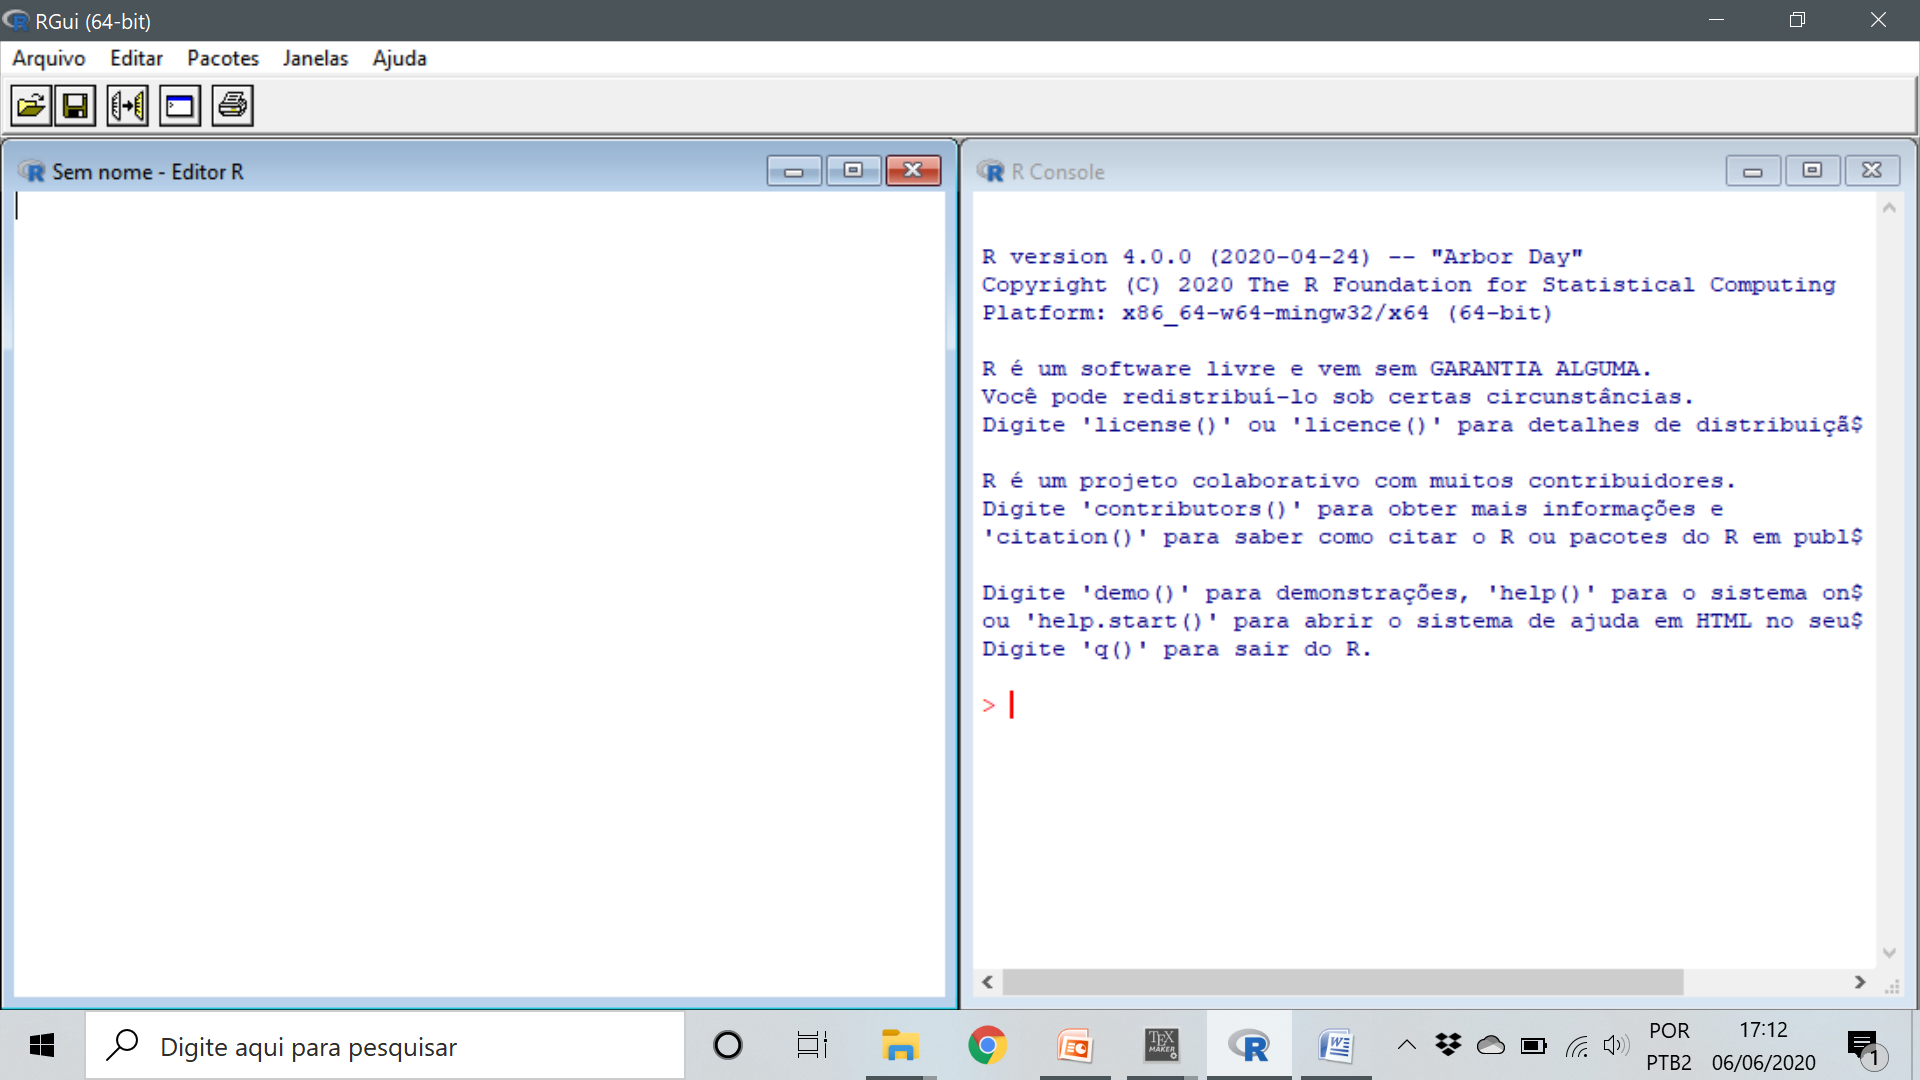 RGui (64-bit)
Arquivo Editar Pacotes Janelas Ajuda
Sem nome - Editor R
R Console
R version 4.0.0 (2020-04-24) -- "Arbor Day"
Copyright (C) 2020 The R Foundation for Statistical Computing
Platform: x86_64-w64-mingw32/x64 (64-bit)
R é um software livre e vem sem GARANTIA ALGUMA.
Você pode redistribuí-lo sob certas circunstâncias.
Digite 'license()' ou 'licence()' para detalhes de distribuiçã$
R é um projeto colaborativo com muitos contribuidores.
Digite 'contributors()' para obter mais informações e
'citation()' para saber como citar o R ou pacotes do R em publ$
Digite 'demo()' para demonstrações, 'help()' para o sistema on$
ou 'help.start()' para abrir o sistema de ajuda em HTML no seu$
Digite 'q()' para sair do R.
>
Digite aqui para pesquisar
TEX
MAKER
POR
PTB2
17:12
06/06/2020
1